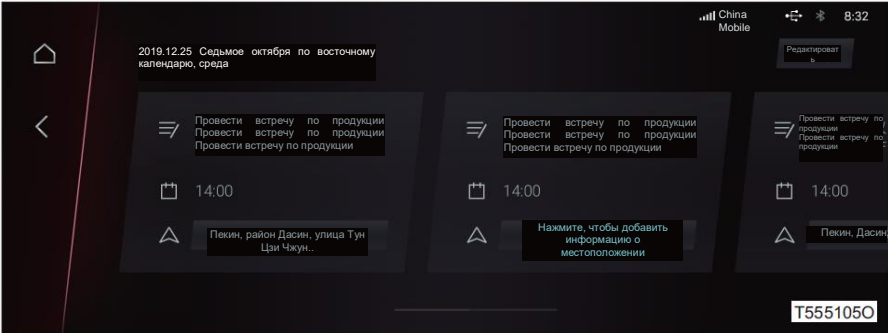 China
Mobile
8:32
2019.12.25 Седьмое октября по восточному
календарю, среда
Редактироват
ь
Провести встречу по продукции
Провести встречу по продукции
Провести встречу по продукции
14:00
Пекин, район Дасин, улица Тун
Цзи Чжун..
Провести встречу по продукции
Провести встречу по продукции
Провести встречу по продукции
14:00
Нажмите, чтобы добавить
информацию о
местоположении
Провести встречу по
продукции
Провести встречу по
продукции
14:00
Пекин, Дасин,
T555105O